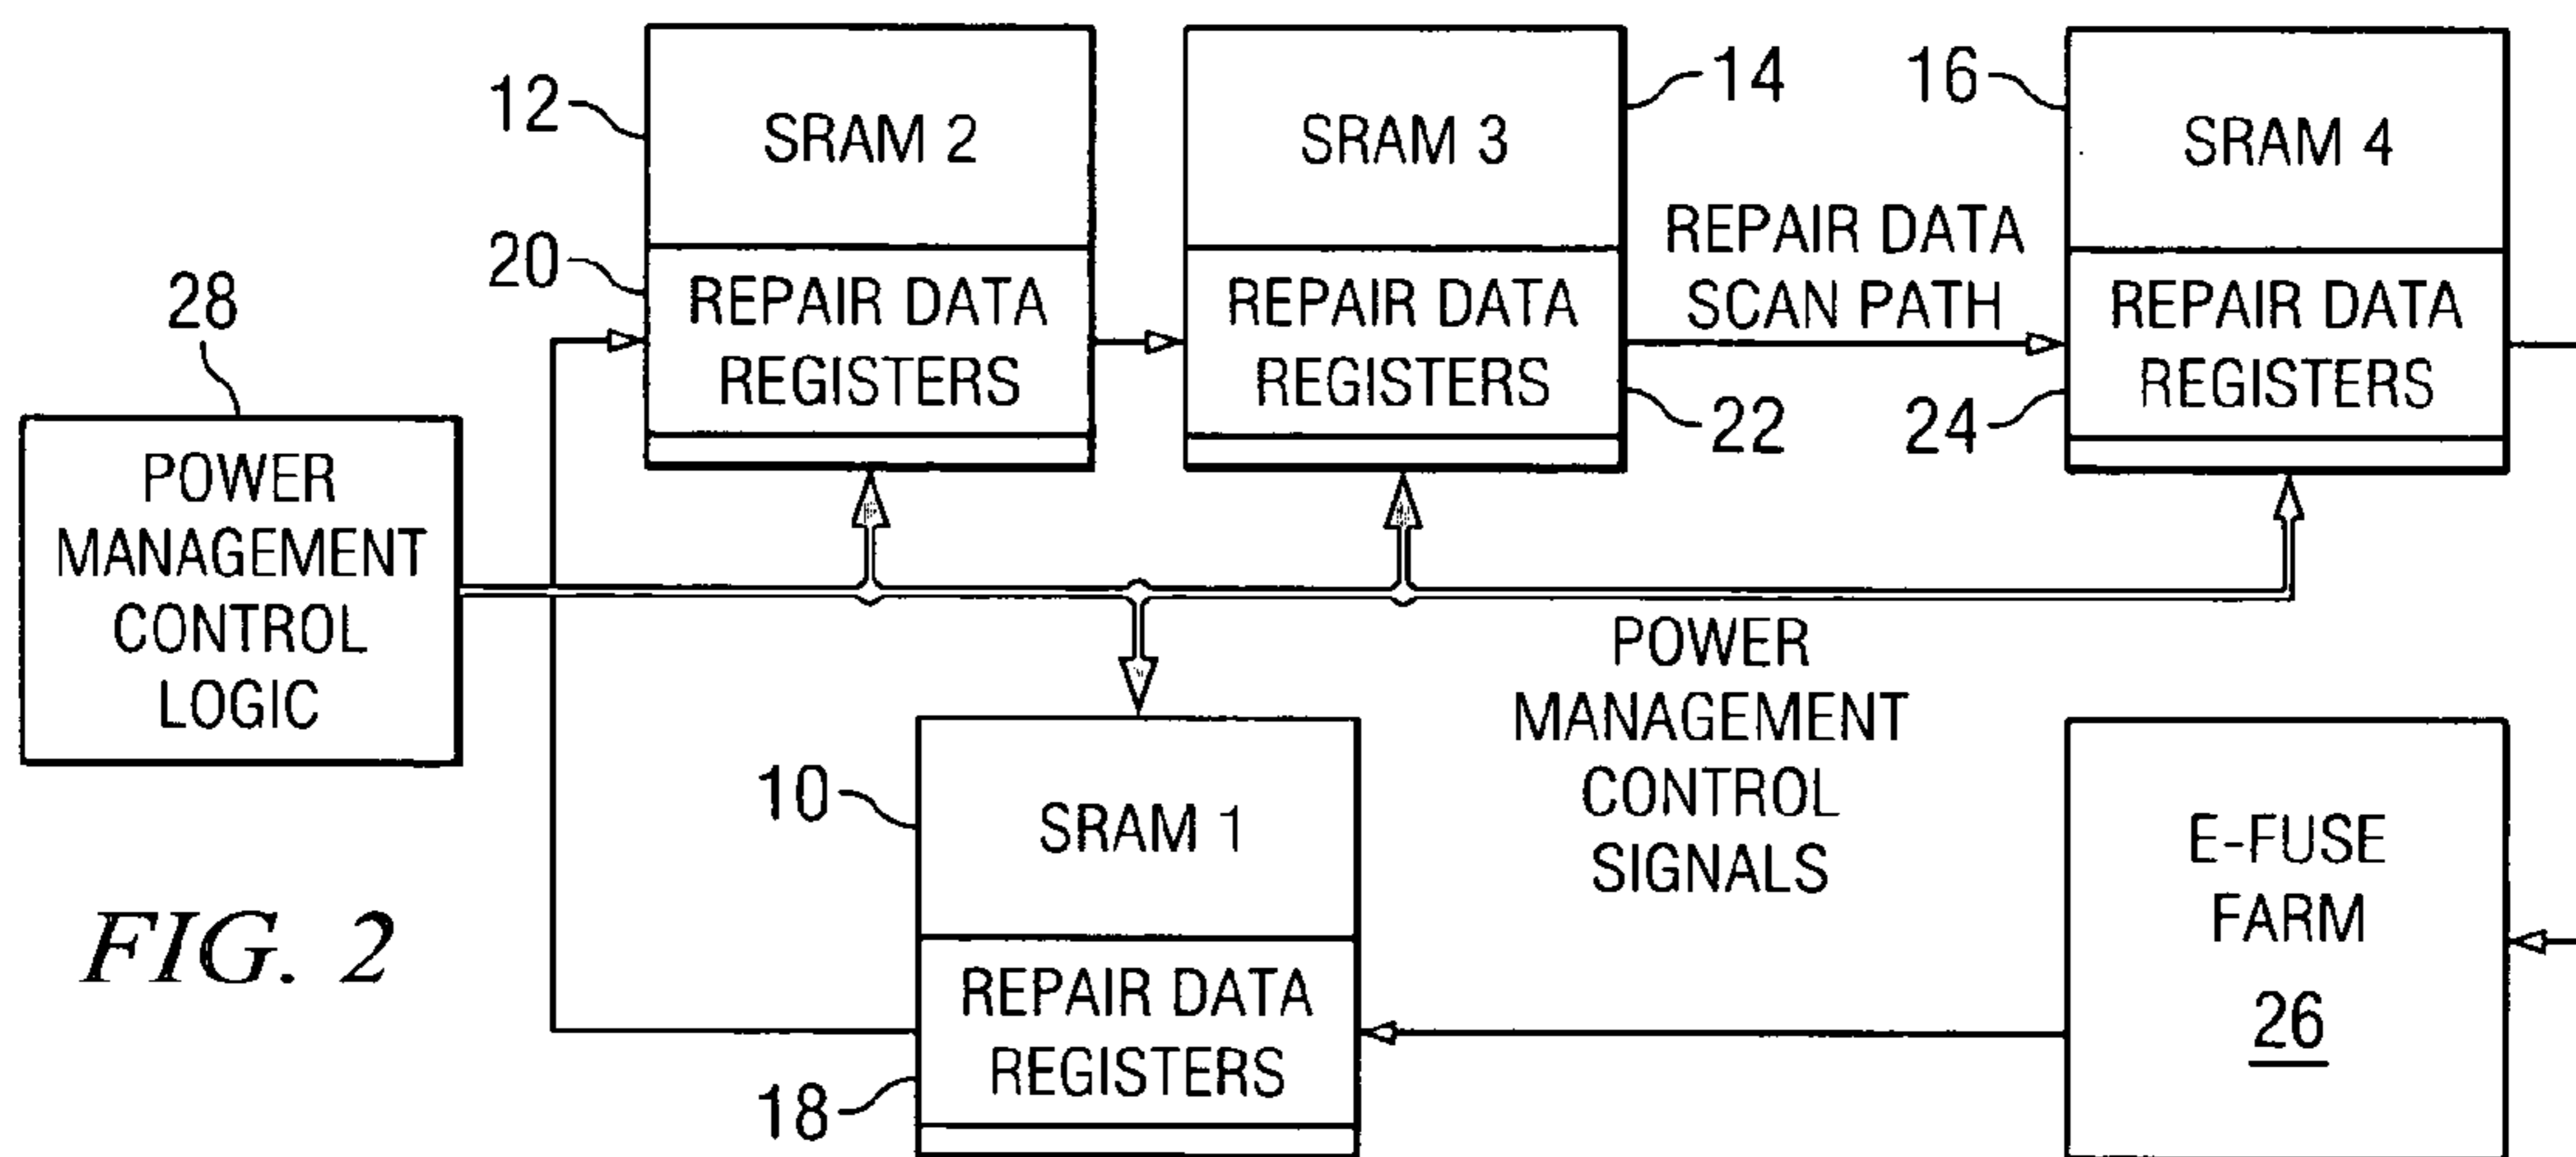 12
SRAM 2
20
REPAIR DATA
REGISTERS
SRAM 3
14
REPAIR DATA
REGISTERS
22
REPAIR DATA
SCAN PATH
16
SRAM 4
24
REPAIR DATA
REGISTERS
28
POWER
MANAGEMENT
CONTROL
LOGIC
POWER
MANAGEMENT
CONTROL
SIGNALS
10
SRAM 1
18
REPAIR DATA
REGISTERS
E-FUSE
FARM
26
FIG. 2